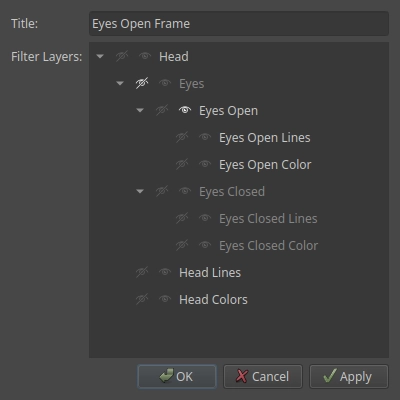 Title: Eyes Open Frame
Filter Layers: Head
Eyes
Eyes Open
Eyes Open Lines
Eyes Open Color
Eyes Closed
Eyes Closed Lines
Eyes Closed Color
Head Lines
Head Colors
OK Cancel Apply